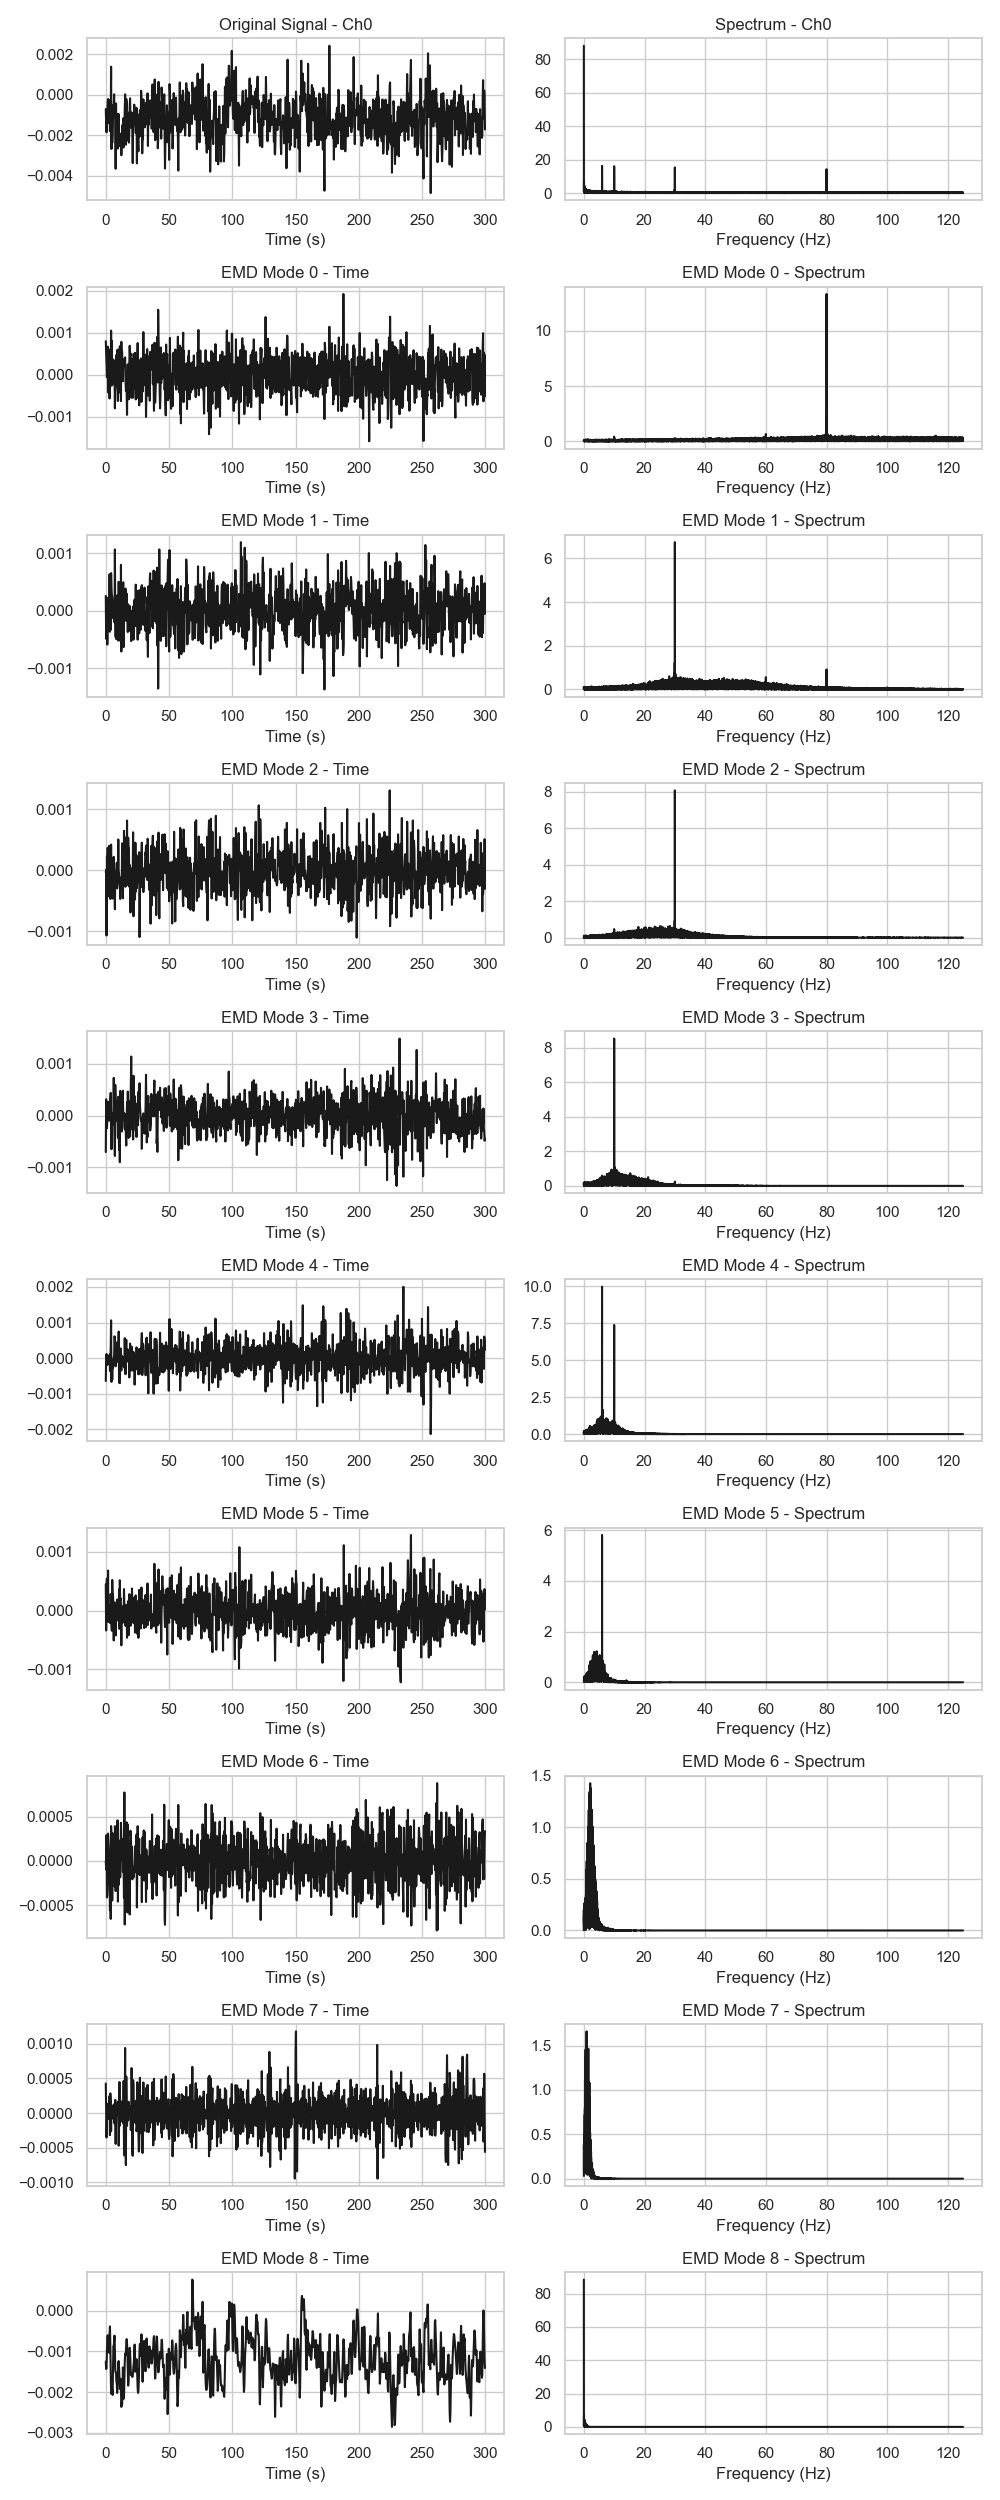 Original Signal - Ch0
Spectrum - Ch0
0.002
0.000
−0.002
−0.004
0 50 100 150 200 250 300
Time (s)
80
60
40
20
0
0 20 40 60 80 100 120
Frequency (Hz)
EMD Mode 0 - Time
EMD Mode 0 - Spectrum
0.002
0.001
0.000
−0.001
0 50 100 150 200 250 300
Time (s)
10
5
0
0 20 40 60 80 100 120
Frequency (Hz)
EMD Mode 1 - Time
EMD Mode 1 - Spectrum
0.001
0.000
−0.001
0 50 100 150 200 250 300
Time (s)
6
4
2
0
0 20 40 60 80 100 120
Frequency (Hz)
EMD Mode 2 - Time
EMD Mode 2 - Spectrum
0.001
0.000
−0.001
0 50 100 150 200 250 300
Time (s)
8
6
4
2
0
0 20 40 60 80 100 120
Frequency (Hz)
EMD Mode 3 - Time
EMD Mode 3 - Spectrum
0.001
0.000
−0.001
0 50 100 150 200 250 300
Time (s)
8
6
4
2
0
0 20 40 60 80 100 120
Frequency (Hz)
EMD Mode 4 - Time
EMD Mode 4 - Spectrum
0.002
0.001
0.000
−0.001
−0.002
0 50 100 150 200 250 300
Time (s)
10.0
7.5
5.0
2.5
0.0
0 20 40 60 80 100 120
Frequency (Hz)
EMD Mode 5 - Time
EMD Mode 5 - Spectrum
0.001
0.000
−0.001
0 50 100 150 200 250 300
Time (s)
6
4
2
0
0 20 40 60 80 100 120
Frequency (Hz)
EMD Mode 6 - Time
EMD Mode 6 - Spectrum
0.0005
0.0000
−0.0005
0 50 100 150 200 250 300
Time (s)
1.5
1.0
0.5
0.0
0 20 40 60 80 100 120
Frequency (Hz)
EMD Mode 7 - Time
EMD Mode 7 - Spectrum
0.0010
0.0005
0.0000
−0.0005
−0.0010
0 50 100 150 200 250 300
Time (s)
1.5
1.0
0.5
0.0
0 20 40 60 80 100 120
Frequency (Hz)
EMD Mode 8 - Time
EMD Mode 8 - Spectrum
0.000
−0.001
−0.002
−0.003
0 50 100 150 200 250 300
Time (s)
80
60
40
20
0
0 20 40 60 80 100 120
Frequency (Hz)